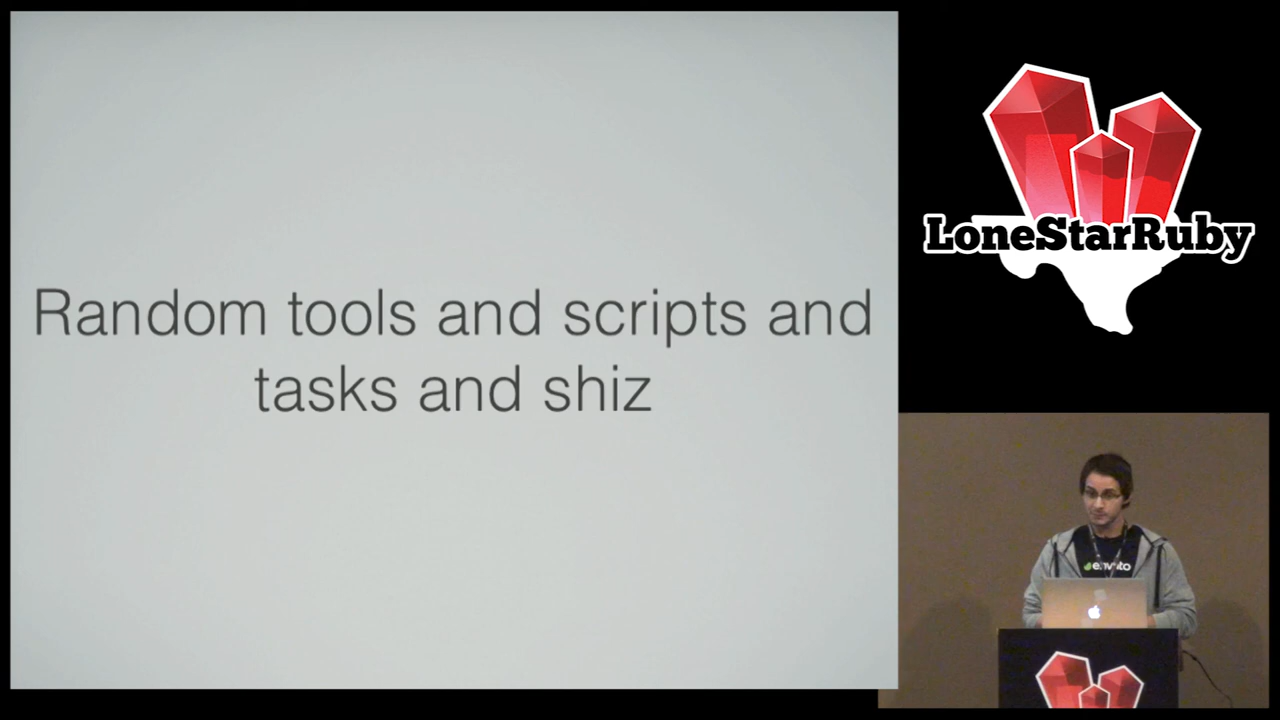 Random tools and scripts and
tasks and shiz
LoneStarRuby
envato